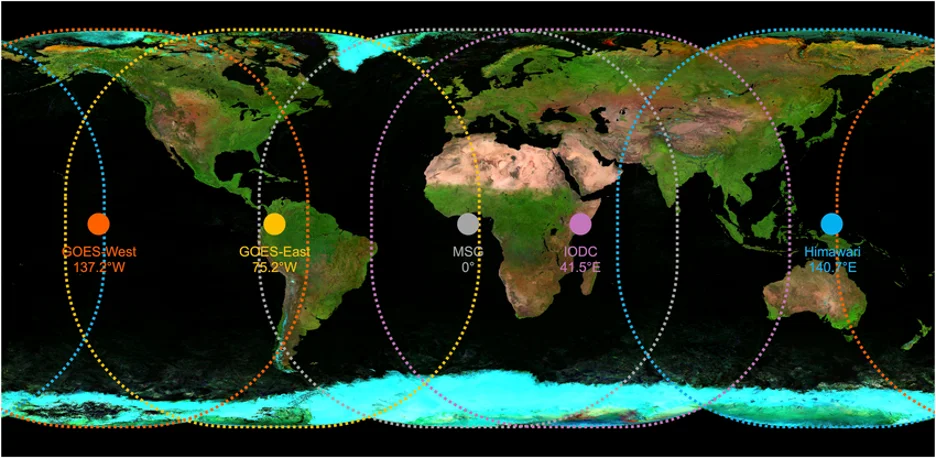 GOES-West
137.2°W
GOES-East
75.2°W
MSG
0°
IODC
41.5°E
Himawari
140.7°E